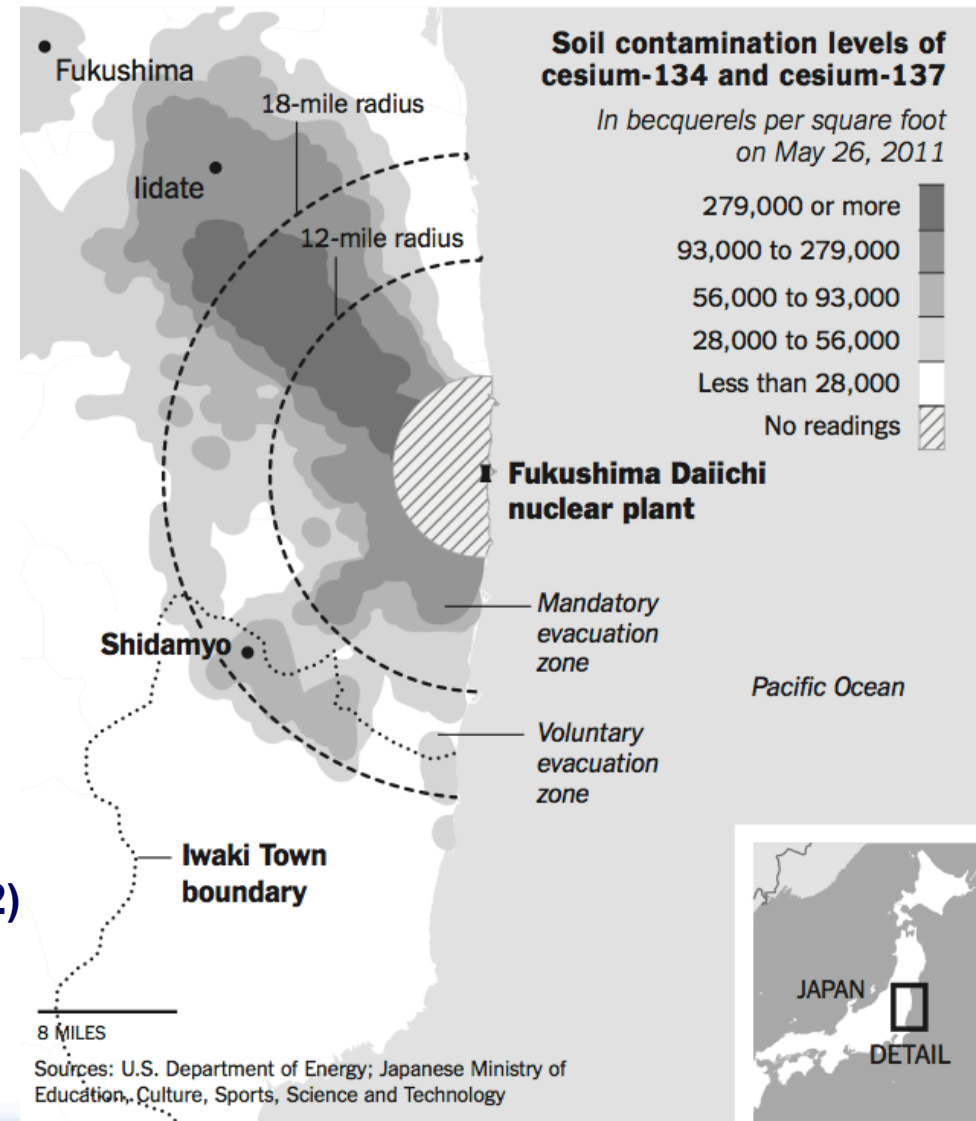 Soil contamination levels of
cesium-134 and cesium-137
In becquerels per square foot
on May 26, 2011
279,000 or more
93,000 to 279,000
56,000 to 93,000
28,000 to 56,000
Less than 28,000
No readings
Fukushima
18-mile radius
Iidate
12-mile radius
Fukushima Daiichi
nuclear plant
Mandatory
evacuation
zone
Shidamyo
Pacific Ocean
Voluntary
evacuation
zone
Iwaki Town
boundary
2)
8 MILES
JAPAN
DETAIL
Sources: U.S. Department of Energy; Japanese Ministry of
Education, Culture, Sports, Science and Technology